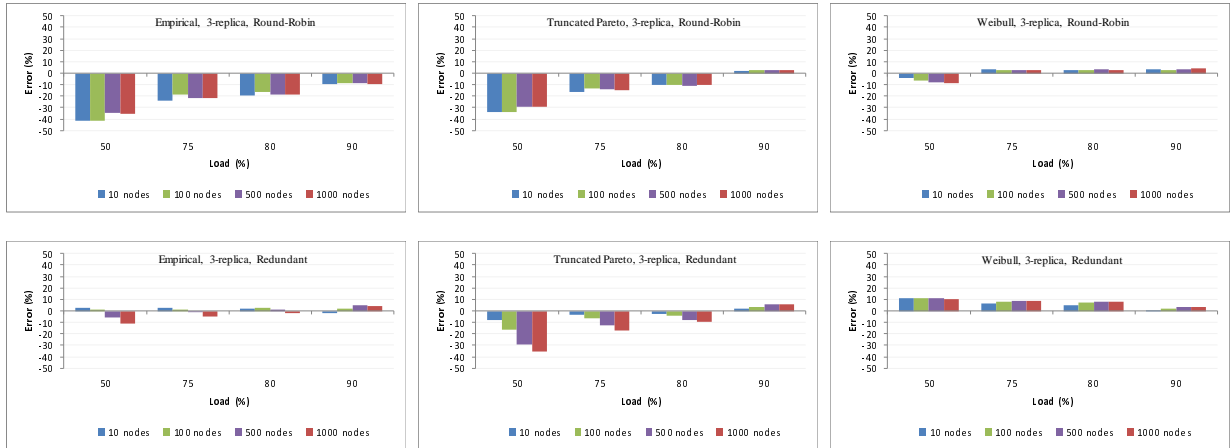 Empirical, 3-replica, Round-Robin
50
40
30
20
10
0
-10
-20
-30
-40
-50
Error (%)
50 75 80 90
Load (%)
10 nodes 100 nodes 500 nodes 1000 nodes
Truncated Pareto, 3-replica, Round-Robin
50
40
30
20
10
0
-10
-20
-30
-40
-50
Error (%)
50 75 80 90
Load (%)
10 nodes 100 nodes 500 nodes 1000 nodes
Weibull, 3-replica, Round-Robin
50
40
30
20
10
0
-10
-20
-30
-40
-50
Error (%)
50 75 80 90
Load (%)
10 nodes 100 nodes 500 nodes 1000 nodes
Empirical, 3-replica, Redundant
50
40
30
20
10
0
-10
-20
-30
-40
-50
Error (%)
50 75 80 90
Load (%)
10 nodes 100 nodes 500 nodes 1000 nodes
Truncated Pareto, 3-replica, Redundant
50
40
30
20
10
0
-10
-20
-30
-40
-50
Error (%)
50 75 80 90
Load (%)
10 nodes 100 nodes 500 nodes 1000 nodes
Weibull, 3-replica, Redundant
50
40
30
20
10
0
-10
-20
-30
-40
-50
Error (%)
50 75 80 90
Load (%)
10 nodes 100 nodes 500 nodes 1000 nodes